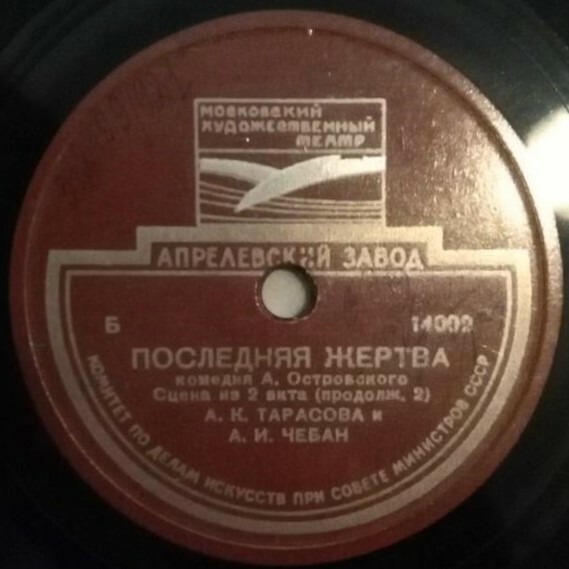 МОСКОВСКИЙ
ХУДОЖЕСТВЕННЫЙ
ТЕАТР
АПРЕЛЕВСКИЙ ЗАВОД
Б 14002
ПОСЛЕДНЯЯ ЖЕРТВА
комедия А. Островского
Сцена из 2 акта (продолж. 2)
А. К. ТАРАСОВА и
А. И. ЧЕБАН
КОМИТЕТ ПО ДЕЛАМ ИСКУССТВ ПРИ СОВЕТЕ МИНИСТРОВ СССР